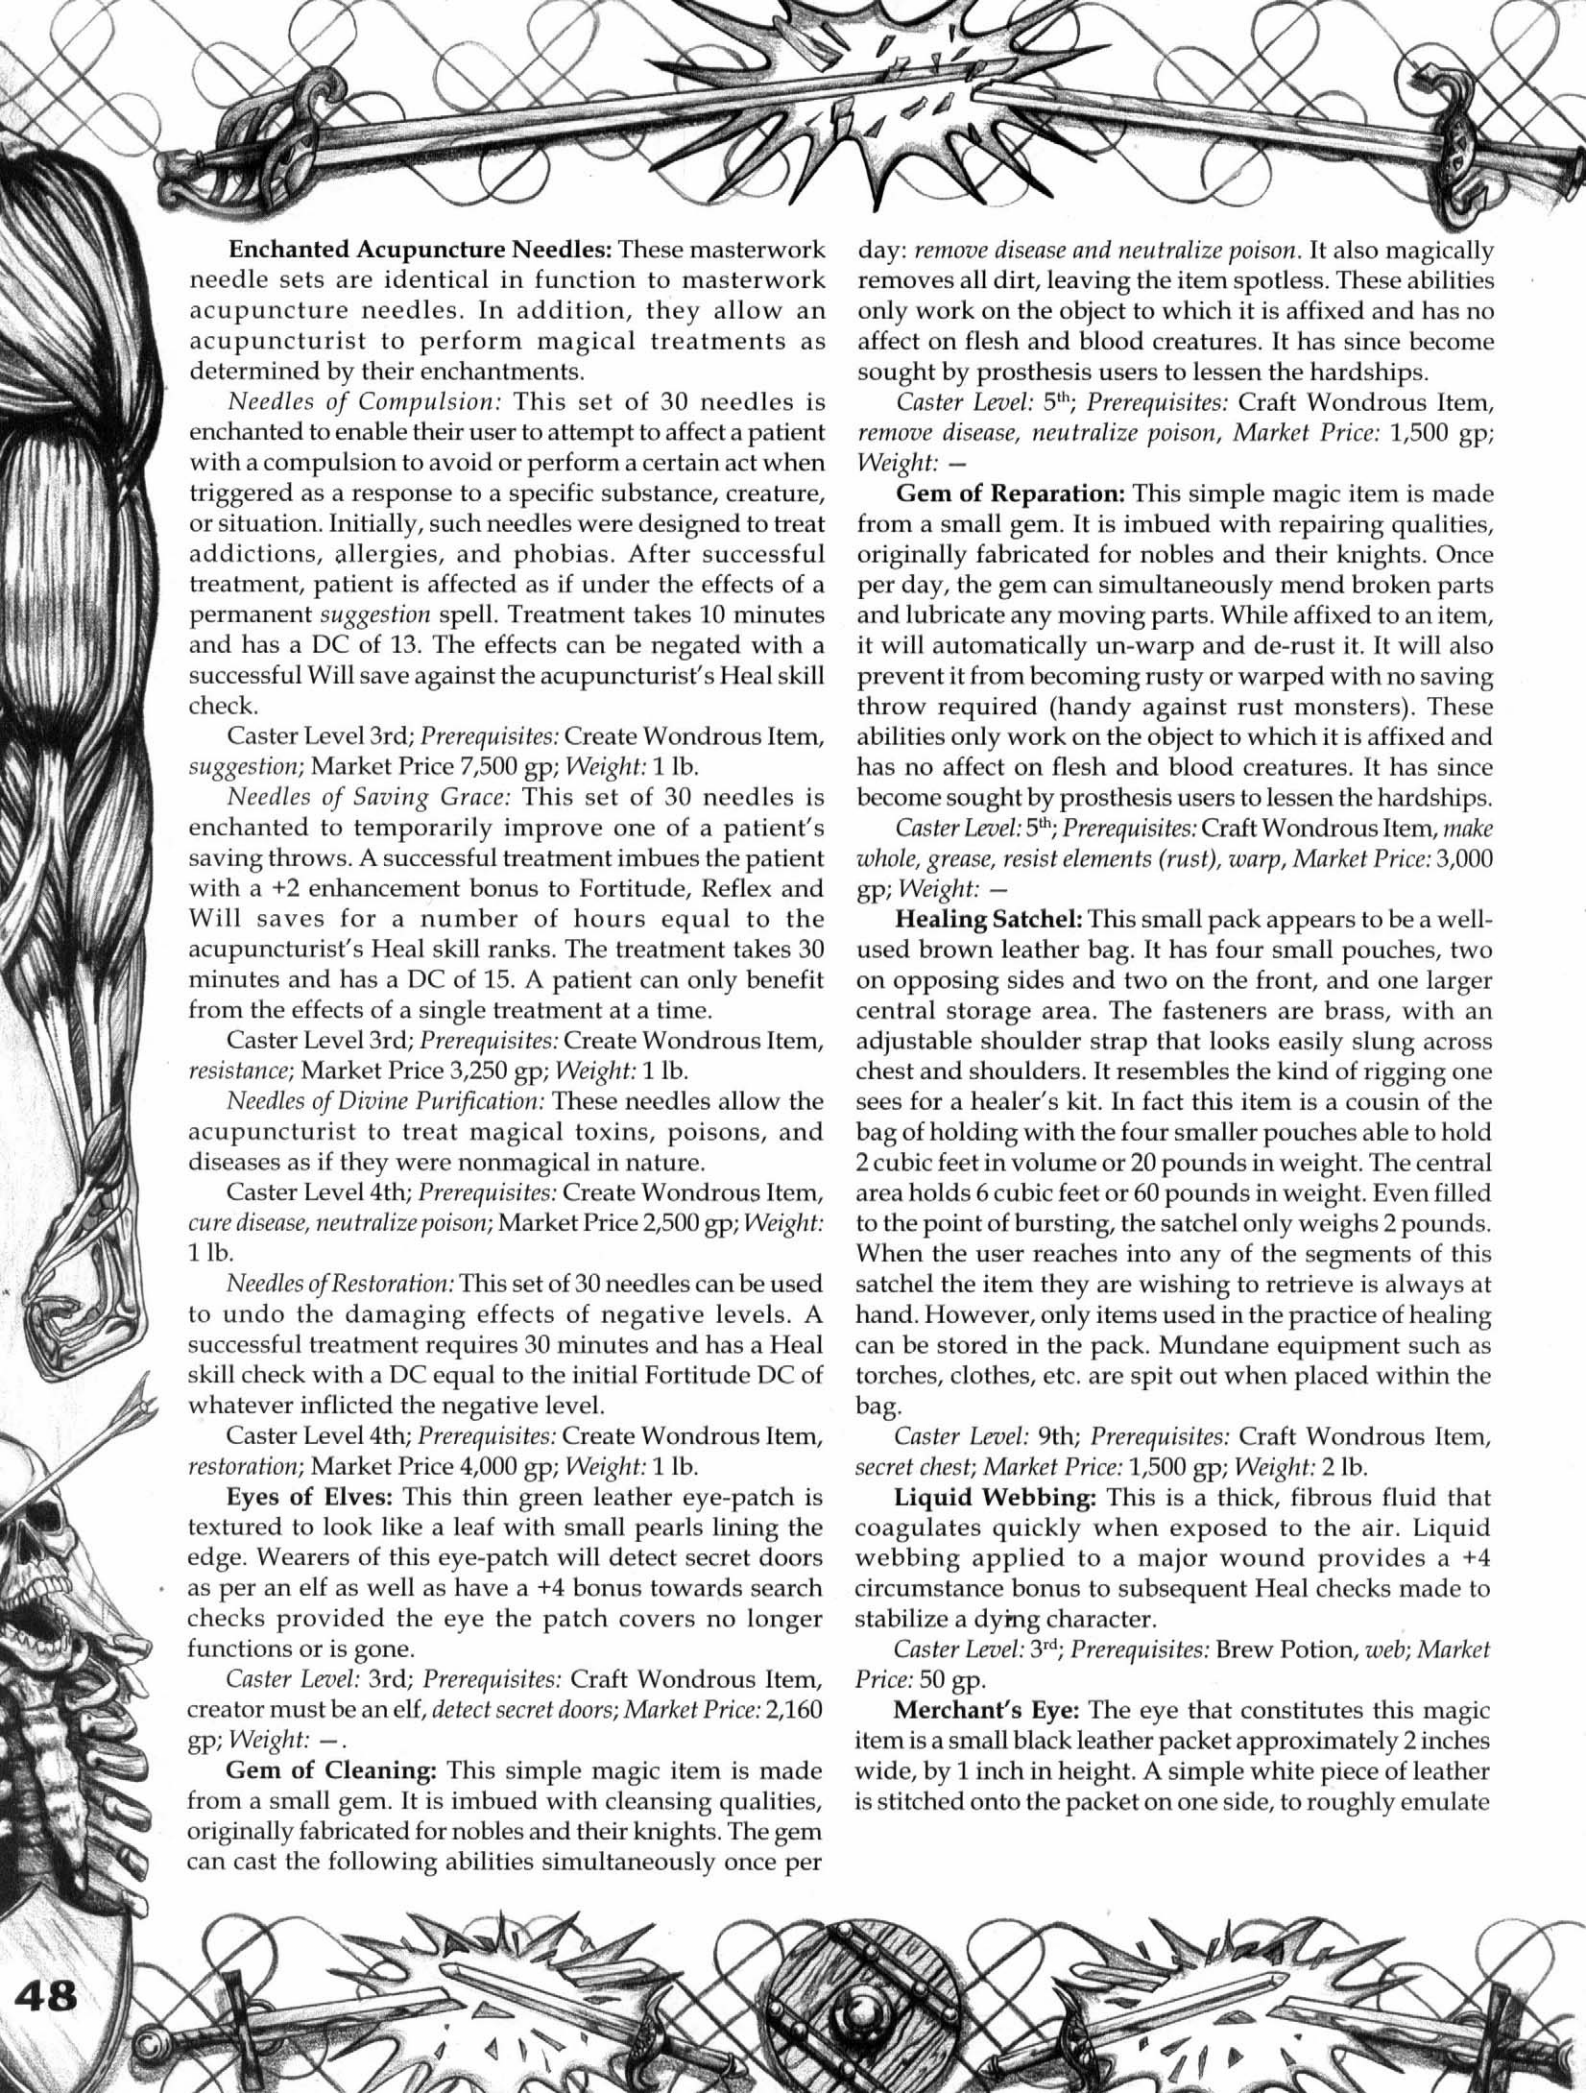 Enchanted Acupuncture Needles: These masterwork
needle sets are identical in function to masterwork
acupuncture needles. In addition, they allow an
acupuncturist to perform magical treatments as
determined by their enchantments.
Needles of Compulsion: This set of 30 needles is
enchanted to enable their user to attempt to affect a patient
with a compulsion to avoid or perform a certain act when
triggered as a response to a specific substance, creature,
or situation. Initially, such needles were designed to treat
addictions, allergies, and phobias. After successful
treatment, patient is affected as if under the effects of a
permanent suggestion spell. Treatment takes 10 minutes
and has a DC of 13. The effects can be negated with a
successful Will save against the acupuncturist's Heal skill
check.
Caster Level 3rd; Prerequisites: Create Wondrous Item,
suggestion; Market Price 7,500 gp; Weight: 1 lb.
Needles of Saving Grace: This set of 30 needles is
enchanted to temporarily improve one of a patient's
saving throws. A successful treatment imbues the patient
with a +2 enhancement bonus to Fortitude, Reflex and
Will saves for a number of hours equal to the
acupuncturist's Heal skill ranks. The treatment takes 30
minutes and has a DC of 15. A patient can only benefit
from the effects of a single treatment at a time.
Caster Level 3rd; Prerequisites: Create Wondrous Item,
resistance; Market Price 3,250 gp; Weight: 1 lb.
Needles of Divine Purification: These needles allow the
acupuncturist to treat magical toxins, poisons, and
diseases as if they were nonmagical in nature.
Caster Level 4th; Prerequisites: Create Wondrous Item,
cure disease, neutralize poison; Market Price 2,500 gp; Weight:
1 lb.
Needles of Restoration: This set of 30 needles can be used
to undo the damaging effects of negative levels. A
successful treatment requires 30 minutes and has a Heal
skill check with a DC equal to the initial Fortitude DC of
whatever inflicted the negative level.
Caster Level 4th; Prerequisites: Create Wondrous Item,
restoration; Market Price 4,000 gp; Weight: 1 lb.
Eyes of Elves: This thin green leather eye-patch is
textured to look like a leaf with small pearls lining the
edge. Wearers of this eye-patch will detect secret doors
as per an elf as well as have a +4 bonus towards search
checks provided the eye the patch covers no longer
functions or is gone.
Caster Level: 3rd; Prerequisites: Craft Wondrous Item,
creator must be an elf, detect secret doors; Market Price: 2,160
gp; Weight: —.
Gem of Cleaning: This simple magic item is made
from a small gem. It is imbued with cleansing qualities,
originally fabricated for nobles and their knights. The gem
can cast the following abilities simultaneously once per
day: remove disease and neutralize poison. It also magically
removes all dirt, leaving the item spotless. These abilities
only work on the object to which it is affixed and has no
affect on flesh and blood creatures. It has since become
sought by prosthesis users to lessen the hardships.
Caster Level: 5th; Prerequisites: Craft Wondrous Item,
remove disease, neutralize poison, Market Price: 1,500 gp;
Weight: —
Gem of Reparation: This simple magic item is made
from a small gem. It is imbued with repairing qualities,
originally fabricated for nobles and their knights. Once
per day, the gem can simultaneously mend broken parts
and lubricate any moving parts. While affixed to an item,
it will automatically un-warp and de-rust it. It will also
prevent it from becoming rusty or warped with no saving
throw required (handy against rust monsters). These
abilities only work on the object to which it is affixed and
has no affect on flesh and blood creatures. It has since
become sought by prosthesis users to lessen the hardships.
Caster Level: 5th; Prerequisites: Craft Wondrous Item, make
whole, grease, resist elements (rust), warp, Market Price: 3,000
gp; Weight: —
Healing Satchel: This small pack appears to be a well-
used brown leather bag. It has four small pouches, two
on opposing sides and two on the front, and one larger
central storage area. The fasteners are brass, with an
adjustable shoulder strap that looks easily slung across
chest and shoulders. It resembles the kind of rigging one
sees for a healer's kit. In fact this item is a cousin of the
bag of holding with the four smaller pouches able to hold
2 cubic feet in volume or 20 pounds in weight. The central
area holds 6 cubic feet or 60 pounds in weight. Even filled
to the point of bursting, the satchel only weighs 2 pounds.
When the user reaches into any of the segments of this
satchel the item they are wishing to retrieve is always at
hand. However, only items used in the practice of healing
can be stored in the pack. Mundane equipment such as
torches, clothes, etc. are spit out when placed within the
bag.
Caster Level: 9th; Prerequisites: Craft Wondrous Item,
secret chest; Market Price: 1,500 gp; Weight: 2 lb.
Liquid Webbing: This is a thick, fibrous fluid that
coagulates quickly when exposed to the air. Liquid
webbing applied to a major wound provides a +4
circumstance bonus to subsequent Heal checks made to
stabilize a dying character.
Caster Level: 3rd; Prerequisites: Brew Potion, web; Market
Price: 50 gp.
Merchant's Eye: The eye that constitutes this magic
item is a small black leather packet approximately 2 inches
wide, by 1 inch in height. A simple white piece of leather
is stitched onto the packet on one side, to roughly emulate
48